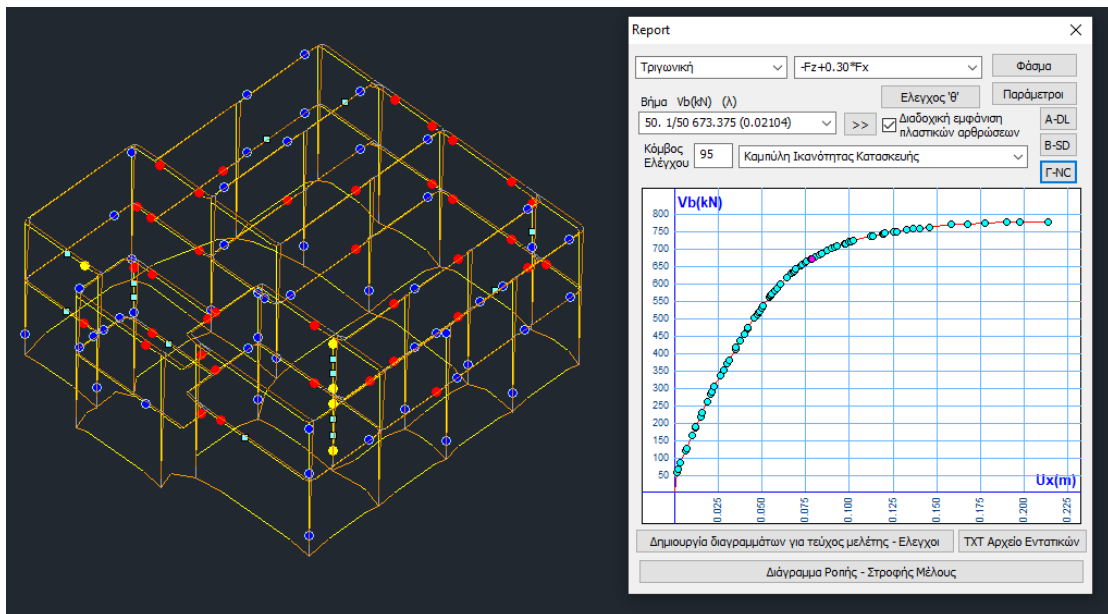 Report
Τριγωνική
-Fz+0.30*Fx
Φάσμα
Βήμα Vb(kN) (λ)
Ελεγχος 'θ'
Παράμετροι
50. 1/50 673.375 (0.02104)
>>
Διαδοχική εμφάνιση
πλαστικών αρθρώσεων
A-DL
B-SD
Γ-NC
Κόμβος
Ελέγχου
95
Καμπύλη Ικανότητας Κατασκευής
Vb(kN)
800
750
700
650
600
550
500
450
400
350
300
250
200
150
100
50
Ux(m)
0.025
0.050
0.075
0.100
0.125
0.150
0.175
0.200
0.225
Δημιουργία διαγραμμάτων για τεύχος μελέτης - Ελεγχοι
TXT Αρχείο Εντατικών
Διάγραμμα Ροπής - Στροφής Μέλους